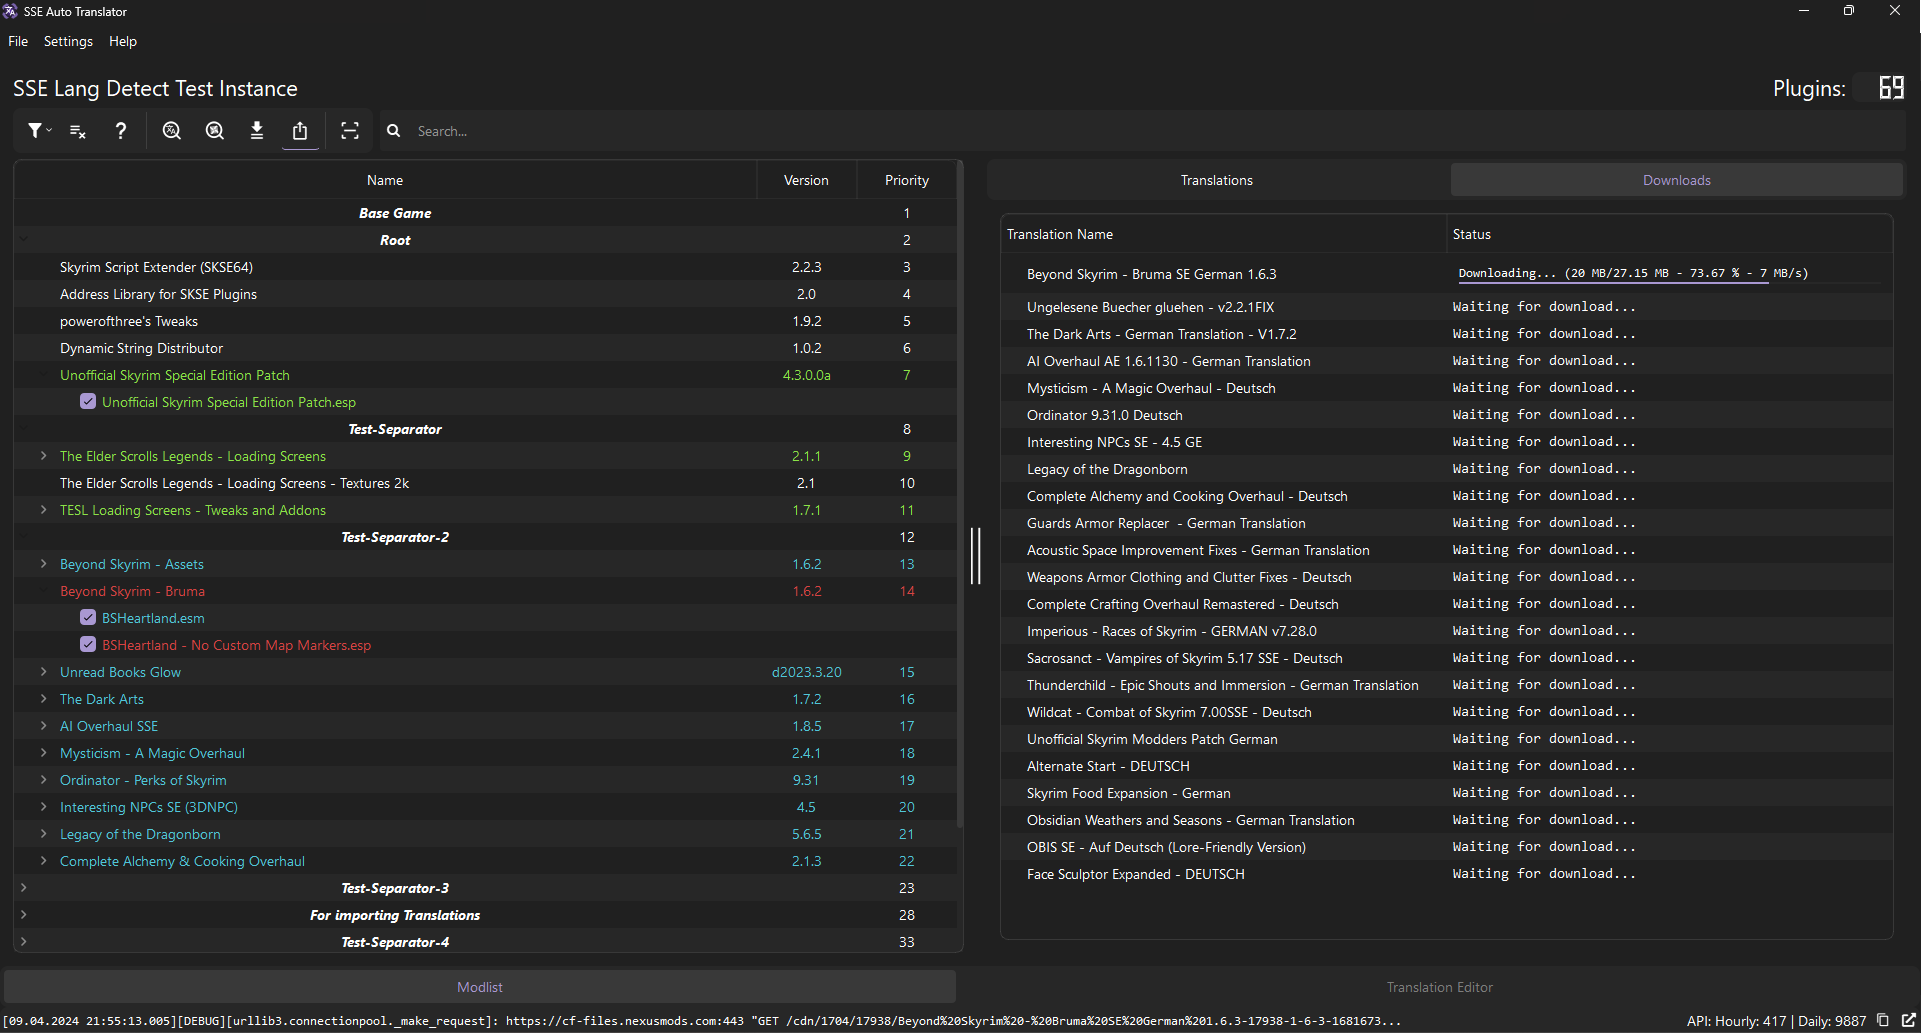 SSE Auto Translator
File Settings Help
SSE Lang Detect Test Instance
Plugins: 69
Search...
Name Version Priority
Base Game 1
Root 2
Skyrim Script Extender (SKSE64) 2.2.3 3
Address Library for SKSE Plugins 2.0 4
powerofthree's Tweaks 1.9.2 5
Dynamic String Distributor 1.0.2 6
Unofficial Skyrim Special Edition Patch 4.3.0.0a 7
Unofficial Skyrim Special Edition Patch.esp
Test-Separator 8
The Elder Scrolls Legends - Loading Screens 2.1.1 9
The Elder Scrolls Legends - Loading Screens - Textures 2k 2.1 10
TESL Loading Screens - Tweaks and Addons 1.7.1 11
Test-Separator-2 12
Beyond Skyrim - Assets 1.6.2 13
Beyond Skyrim - Bruma 1.6.2 14
BSHeartland.esm
BSHeartland - No Custom Map Markers.esp
Unread Books Glow d2023.3.20 15
The Dark Arts 1.7.2 16
AI Overhaul SSE 1.8.5 17
Mysticism - A Magic Overhaul 2.4.1 18
Ordinator - Perks of Skyrim 9.31 19
Interesting NPCs SE (3DNPC) 4.5 20
Legacy of the Dragonborn 5.6.5 21
Complete Alchemy & Cooking Overhaul 2.1.3 22
Test-Separator-3 23
For importing Translations 28
Test-Separator-4 33
Translations Downloads
Translation Name Status
Beyond Skyrim - Bruma SE German 1.6.3 Downloading... (20 MB/27.15 MB - 73.67 % - 7 MB/s)
Ungelesene Buecher gluehen - v2.2.1FIX Waiting for download...
The Dark Arts - German Translation - V1.7.2 Waiting for download...
AI Overhaul AE 1.6.1130 - German Translation Waiting for download...
Mysticism - A Magic Overhaul - Deutsch Waiting for download...
Ordinator 9.31.0 Deutsch Waiting for download...
Interesting NPCs SE - 4.5 GE Waiting for download...
Legacy of the Dragonborn Waiting for download...
Complete Alchemy and Cooking Overhaul - Deutsch Waiting for download...
Guards Armor Replacer - German Translation Waiting for download...
Acoustic Space Improvement Fixes - German Translation Waiting for download...
Weapons Armor Clothing and Clutter Fixes - Deutsch Waiting for download...
Complete Crafting Overhaul Remastered - Deutsch Waiting for download...
Imperious - Races of Skyrim - GERMAN v7.28.0 Waiting for download...
Sacrosanct - Vampires of Skyrim 5.17 SSE - Deutsch Waiting for download...
Thunderchild - Epic Shouts and Immersion - German Translation Waiting for download...
Wildcat - Combat of Skyrim 7.00SSE - Deutsch Waiting for download...
Unofficial Skyrim Modders Patch German Waiting for download...
Alternate Start - DEUTSCH Waiting for download...
Skyrim Food Expansion - German Waiting for download...
Obsidian Weathers and Seasons - German Translation Waiting for download...
OBIS SE - Auf Deutsch (Lore-Friendly Version) Waiting for download...
Face Sculptor Expanded - DEUTSCH Waiting for download...
Modlist Translation Editor
[09.04.2024 21:55:13.005][DEBUG][urllib3.connectionpool._make_request]: https://cf-files.nexusmods.com:443 "GET /cdn/1704/17938/Beyond%20Skyrim%20-%20Bruma%20SE%20German%201.6.3-17938-1-6-3-1681673...
API: Hourly: 417 | Daily: 9887